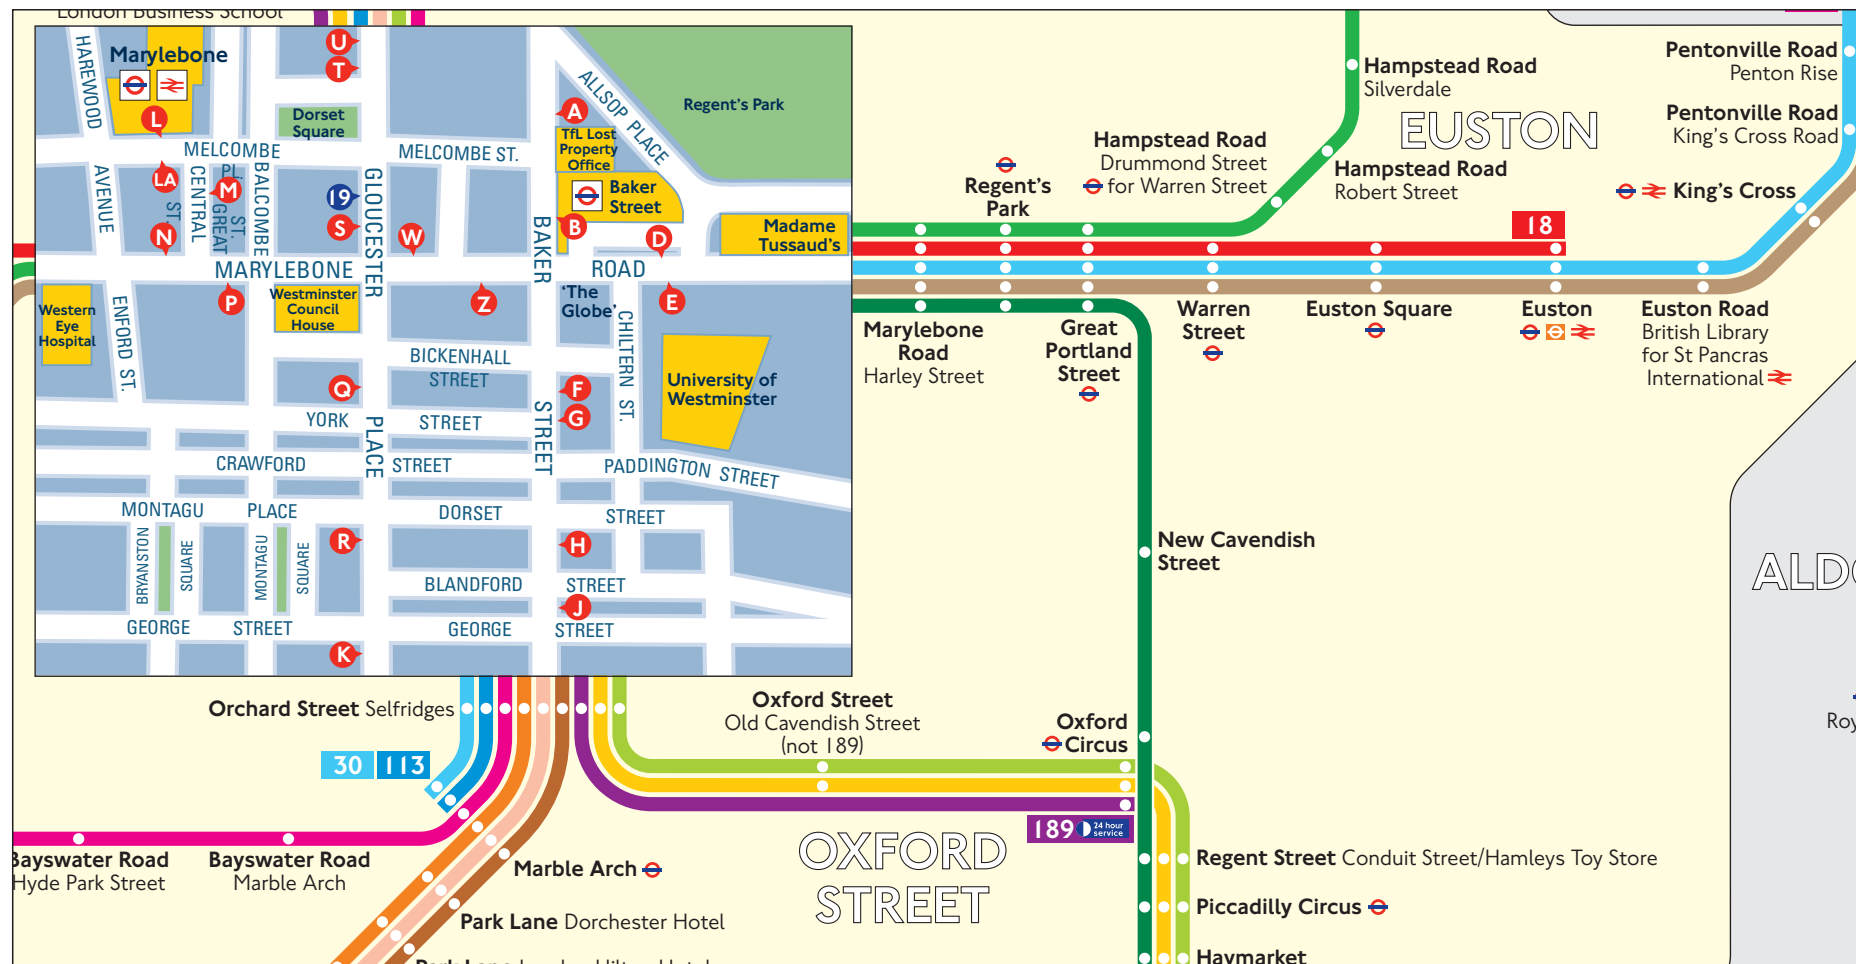 London Business School
HAREWOOD
AVENUE
Marylebone
L
U
T
Dorset
Square
MELCOMBE
PL.
MELCOMBE ST.
ALLSOP PLACE
Regent's Park
A
TfL Lost
Property
Office
Baker
Street
B
D
Madame
Tussaud's
LA
M
N
CENTRAL
ST.
GREAT
ST.
BALCOMBE
19
S
W
GLOUCESTER
PLACE
BAKER
STREET
MARYLEBONE
ROAD
Western
Eye
Hospital
ENFORD ST.
P
Westminster
Council
House
Z
'The
Globe'
E
CHILTERN ST.
BICKENHALL
STREET
Q
F
G
University of
Westminster
YORK
STREET
CRAWFORD
STREET
PADDINGTON STREET
MONTAGU
PLACE
DORSET
STREET
BRYANSTON
SQUARE
MONTAGU
SQUARE
R
H
BLANDFORD
STREET
J
GEORGE
STREET
GEORGE
STREET
K
Hampstead Road
Silverdale
EUSTON
Pentonville Road
Penton Rise
Pentonville Road
King's Cross Road
Hampstead Road
Drummond Street
for Warren Street
Hampstead Road
Robert Street
Regent's
Park
King's Cross
18
Marylebone
Road
Harley Street
Great
Portland
Street
Warren
Street
Euston Square
Euston
Euston Road
British Library
for St Pancras
International
New Cavendish
Street
ALD
Roy
Orchard Street Selfridges
30
113
Oxford Street
Old Cavendish Street
(not 189)
Oxford
Circus
189
24 hour
service
OXFORD
STREET
Bayswater Road
Hyde Park Street
Bayswater Road
Marble Arch
Marble Arch
Park Lane Dorchester Hotel
Park Lane London Hilton Hotel
Regent Street Conduit Street/Hamleys Toy Store
Piccadilly Circus
Haymarket